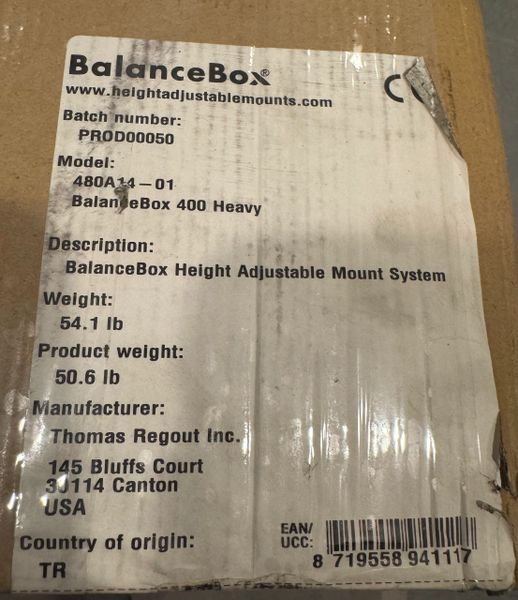 BalanceBox®
www.heightadjustablemounts.com
Batch number:
PROD00050
Model:
480A14-01
BalanceBox 400 Heavy
Description:
BalanceBox Height Adjustable Mount System
Weight:
54.1 lb
Product weight:
50.6 lb
Manufacturer:
Thomas Regout Inc.
145 Bluffs Court
30114 Canton
USA
Country of origin:
TR
EAN/
UCC:
8 719558 941117
CE